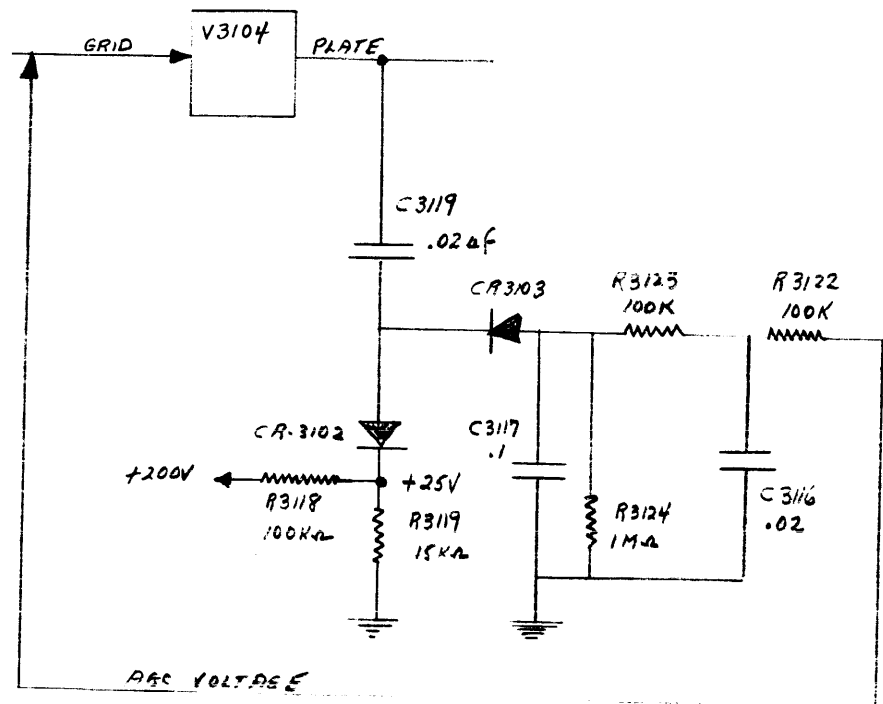 GRID
V3104
PLATE
C3119
.02 uf
CR3103
R3123
100K
R3122
100K
CR-3102
C3117
.1
+200V
+25V
R3118
100KΩ
R3119
15KΩ
R3124
1MΩ
C3116
.02
AGC VOLTAGE